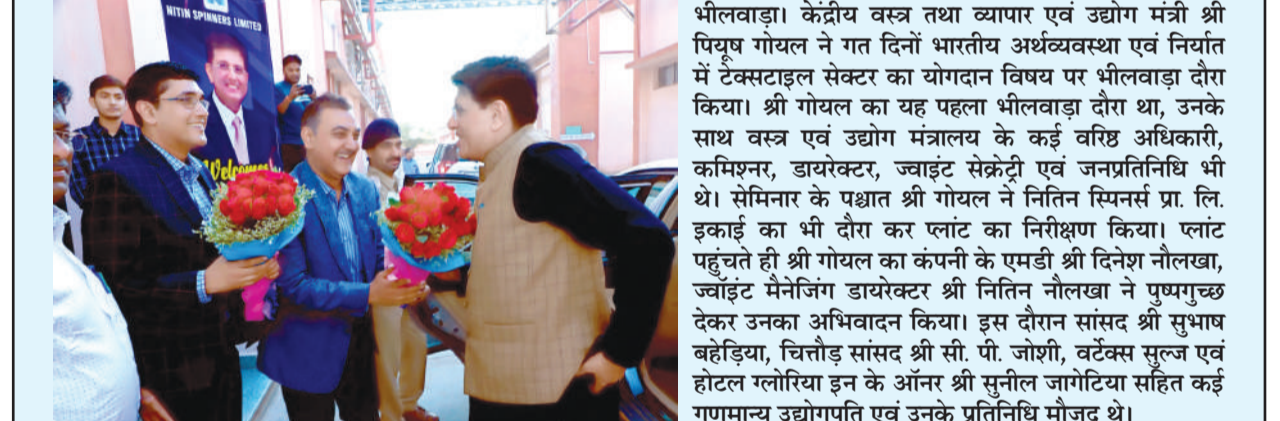 NITIN SPINNERS LIMITED
Welcomes
भीलवाड़ा। केंद्रीय वस्त्र तथा व्यापार एवं उद्योग मंत्री श्री
पियूष गोयल ने गत दिनों भारतीय अर्थव्यवस्था एवं निर्यात
में टेक्सटाइल सेक्टर का योगदान विषय पर भीलवाड़ा दौरा
किया। श्री गोयल का यह पहला भीलवाड़ा दौरा था, उनके
साथ वस्त्र एवं उद्योग मंत्रालय के कई वरिष्ठ अधिकारी,
कमिश्नर, डायरेक्टर, ज्वाइंट सेक्रेट्री एवं जनप्रतिनिधि भी
थे। सेमिनार के पश्चात श्री गोयल ने नितिन स्पिनर्स प्रा. लि.
इकाई का भी दौरा कर प्लांट का निरीक्षण किया। प्लांट
पहुंचते ही श्री गोयल का कंपनी के एमडी श्री दिनेश नौलखा,
ज्वॉइंट मैनेजिंग डायरेक्टर श्री नितिन नौलखा ने पुष्पगुच्छ
देकर उनका अभिवादन किया। इस दौरान सांसद श्री सुभाष
बहेड़िया, चित्तौड़ सांसद श्री सी. पी. जोशी, वर्टेक्स सुल्ज एवं
होटल ग्लोरिया इन के ऑनर श्री सुनील जागेटिया सहित कई
गणमान्य उद्योगपति एवं उनके प्रतिनिधि मौजूद थे।